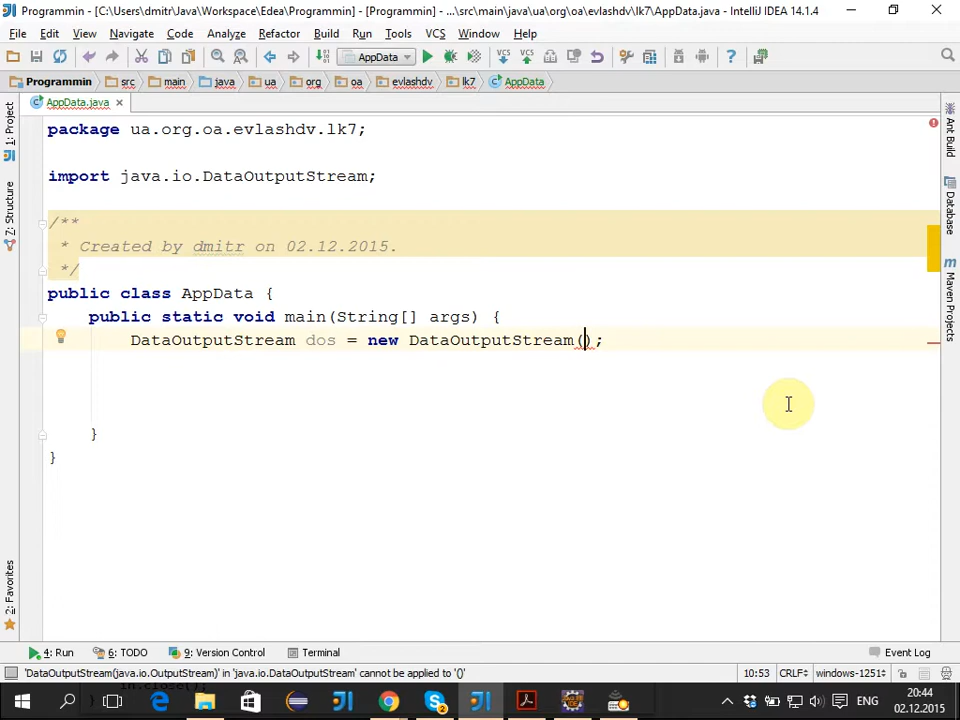 Programmin - [C:\Users\dmitr\Java\Workspace\Edea\Programmin] - [Programmin] - ...\src\main\java\ua\org\oa\evlashdv\lk7\AppData.java - IntelliJ IDEA 14.1.4
File Edit View Navigate Code Analyze Refactor Build Run Tools VCS Window Help
AppData
Programmin src main java ua org oa evlashdv lk7 AppData
AppData.java
1: Project
7: Structure
2: Favorites
Ant Build
Database
Maven Projects
package ua.org.oa.evlashdv.lk7;
import java.io.DataOutputStream;
/**
* Created by dmitr on 02.12.2015.
*/
public class AppData {
public static void main(String[] args) {
DataOutputStream dos = new DataOutputStream();
}
}
4: Run 6: TODO 9: Version Control Terminal Event Log
'DataOutputStream(java.io.OutputStream)' in 'java.io.DataOutputStream' cannot be applied to '()' 10:53 CRLF windows-1251
in.close();
ENG 20:44
02.12.2015